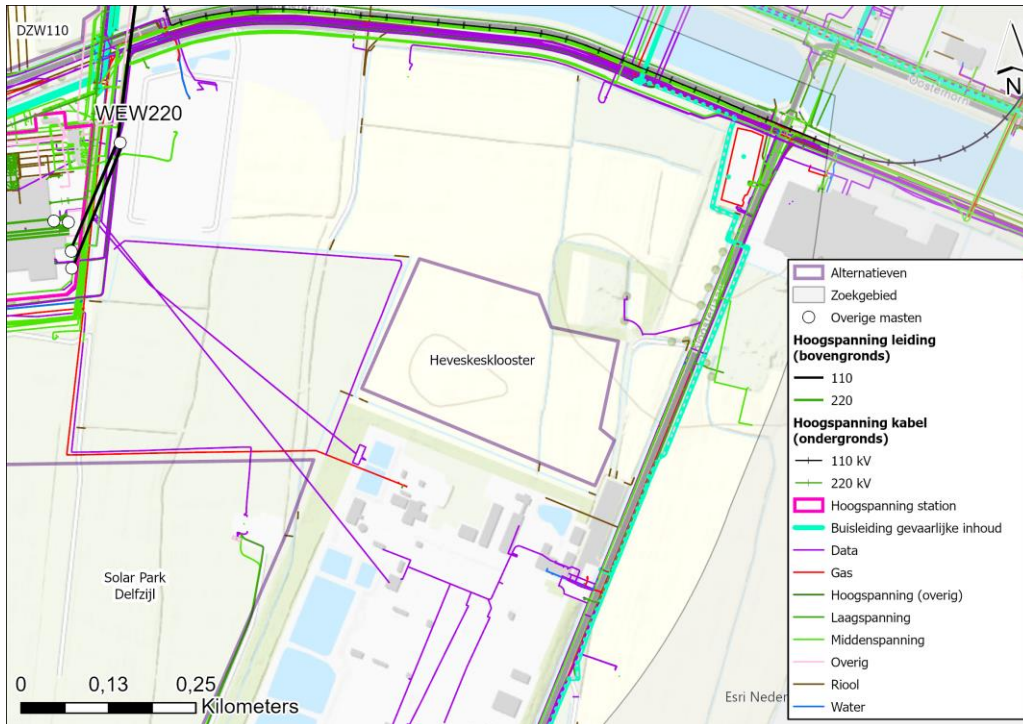 DZW110
WEW220
Oosterhorn
N
Heveskesklooster
Solar Park
Delfzijl
0 0,13 0,25
Kilometers
Esri Neder
Alternatieven
Zoekgebied
Overige masten
Hoogspanning leiding
(bovengronds)
110
220
Hoogspanning kabel
(ondergronds)
110 kV
220 kV
Hoogspanning station
Buisleiding gevaarlijke inhoud
Data
Gas
Hoogspanning (overig)
Laagspanning
Middenspanning
Overig
Riool
Water